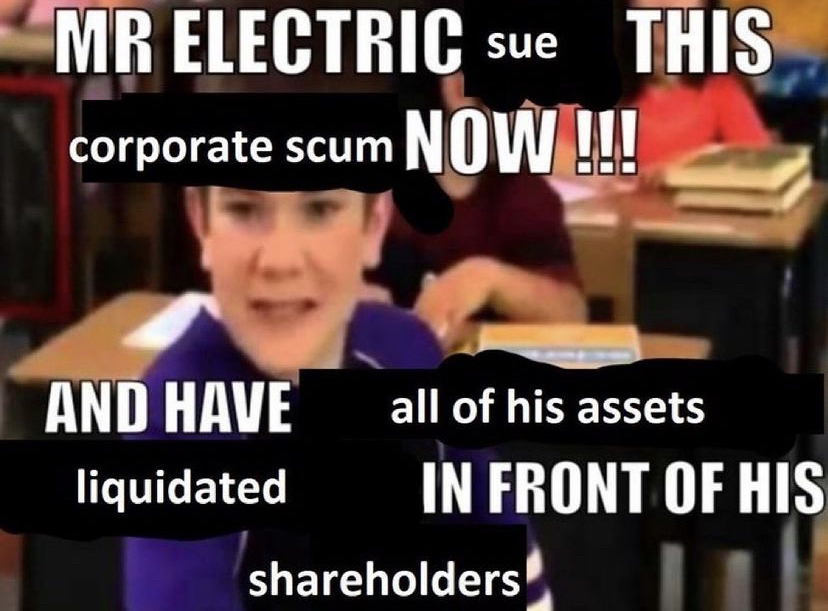 MR ELECTRIC sue THIS
corporate scum NOW !!!
AND HAVE all of his assets
liquidated IN FRONT OF HIS
shareholders